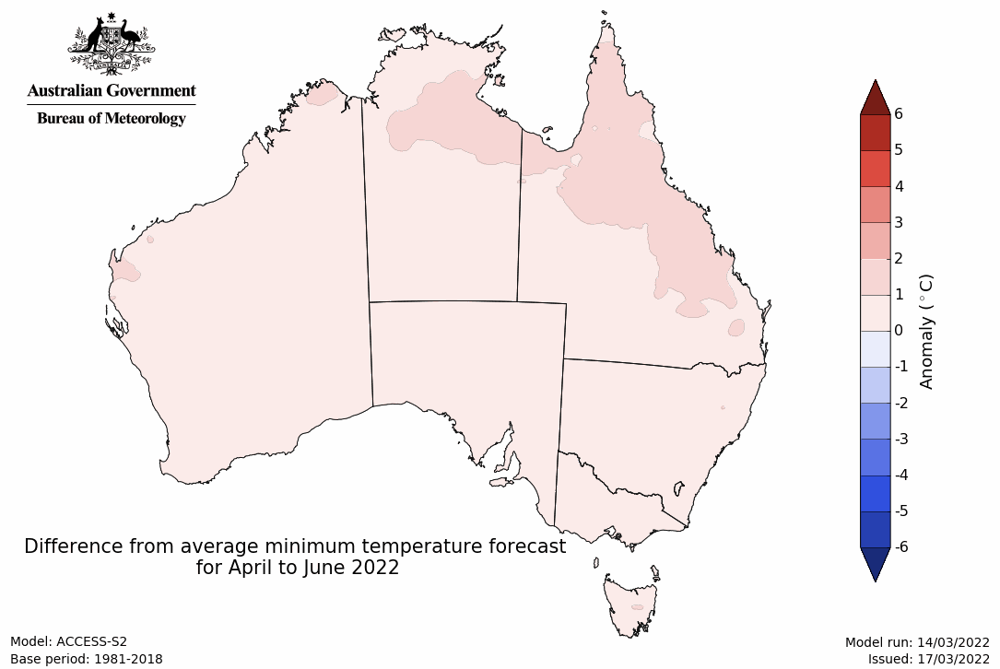 Australian Government
Bureau of Meteorology
6
5
4
3
2
1
0
-1
-2
-3
-4
-5
-6
Anomaly (°C)
Difference from average minimum temperature forecast
for April to June 2022
Model: ACCESS-S2
Base period: 1981-2018
Model run: 14/03/2022
Issued: 17/03/2022